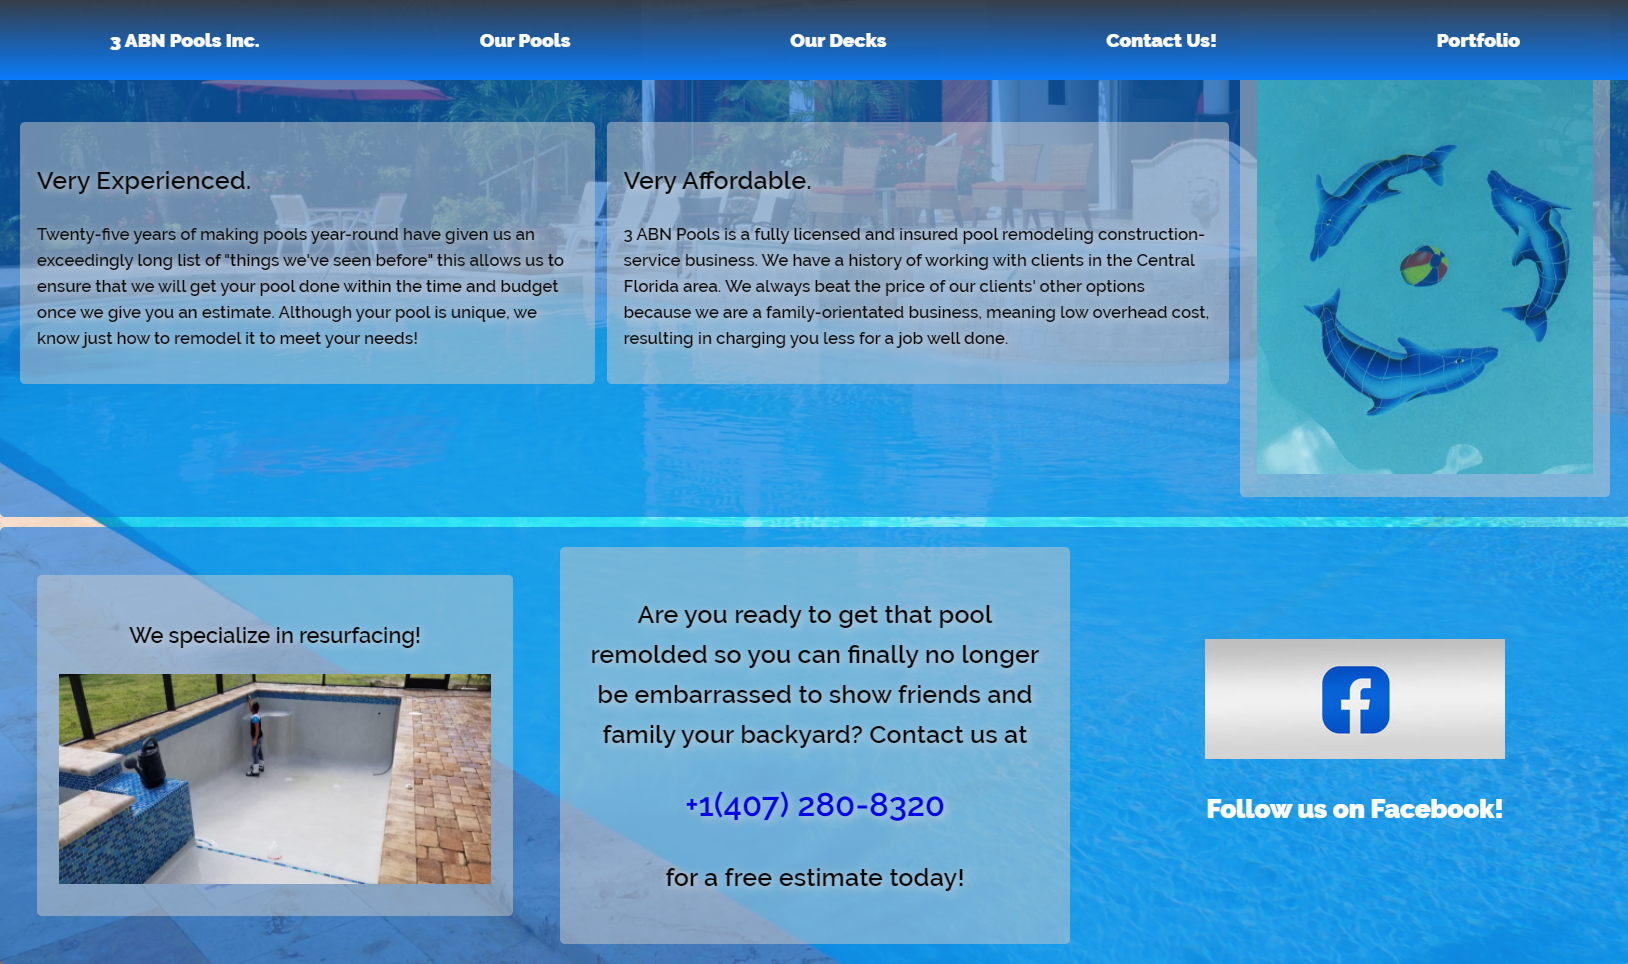 3 ABN Pools Inc.
Our Pools
Our Decks
Contact Us!
Portfolio
Very Experienced.
Twenty-five years of making pools year-round have given us an
exceedingly long list of "things we've seen before" this allows us to
ensure that we will get your pool done within the time and budget
once we give you an estimate. Although your pool is unique, we
know just how to remodel it to meet your needs!
Very Affordable.
3 ABN Pools is a fully licensed and insured pool remodeling construction-
service business. We have a history of working with clients in the Central
Florida area. We always beat the price of our clients' other options
because we are a family-orientated business, meaning low overhead cost,
resulting in charging you less for a job well done.
We specialize in resurfacing!
Are you ready to get that pool
remolded so you can finally no longer
be embarrassed to show friends and
family your backyard? Contact us at
+1(407) 280-8320
for a free estimate today!
Follow us on Facebook!